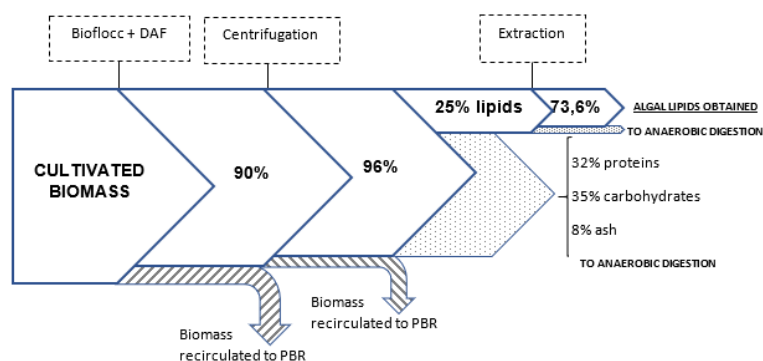 Bioflocc + DAF
Centrifugation
Extraction
25% lipids
73,6%
ALGAL LIPIDS OBTAINED
TO ANAEROBIC DIGESTION
CULTIVATED
BIOMASS
90%
96%
32% proteins
35% carbohydrates
8% ash
TO ANAEROBIC DIGESTION
Biomass
recirculated to PBR
Biomass
recirculated to PBR